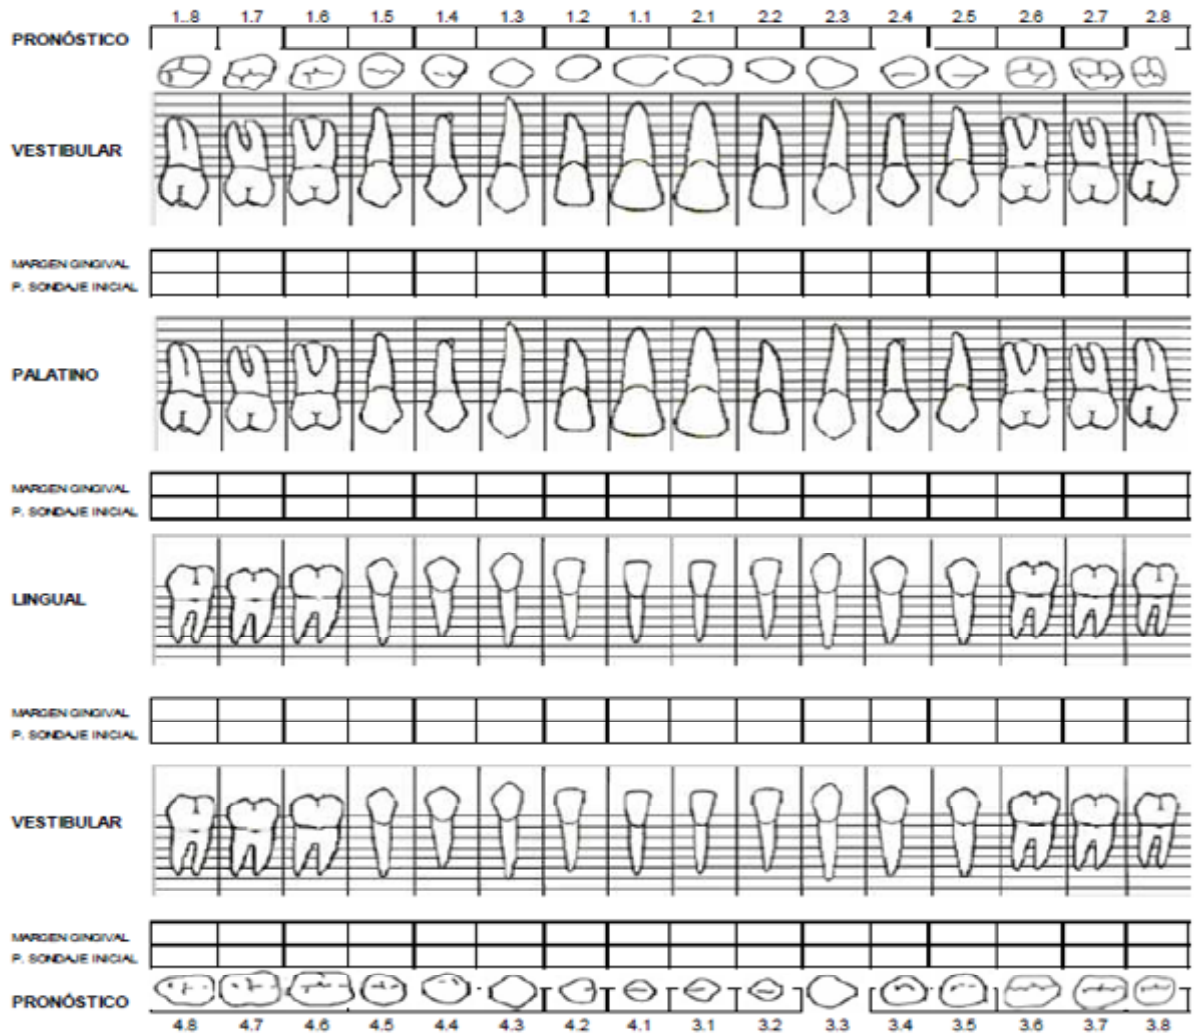 1..8 1.7 1.6 1.5 1.4 1.3 1.2 1.1 2.1 2.2 2.3 2.4 2.5 2.6 2.7 2.8
PRONÓSTICO
VESTIBULAR
MARGEN GINGIVAL
P. SONDAJE INICIAL
PALATINO
MARGEN GINGIVAL
P. SONDAJE INICIAL
LINGUAL
MARGEN GINGIVAL
P. SONDAJE INICIAL
VESTIBULAR
MARGEN GINGIVAL
P. SONDAJE INICIAL
PRONÓSTICO
4.8 4.7 4.6 4.5 4.4 4.3 4.2 4.1 3.1 3.2 3.3 3.4 3.5 3.6 3.7 3.8